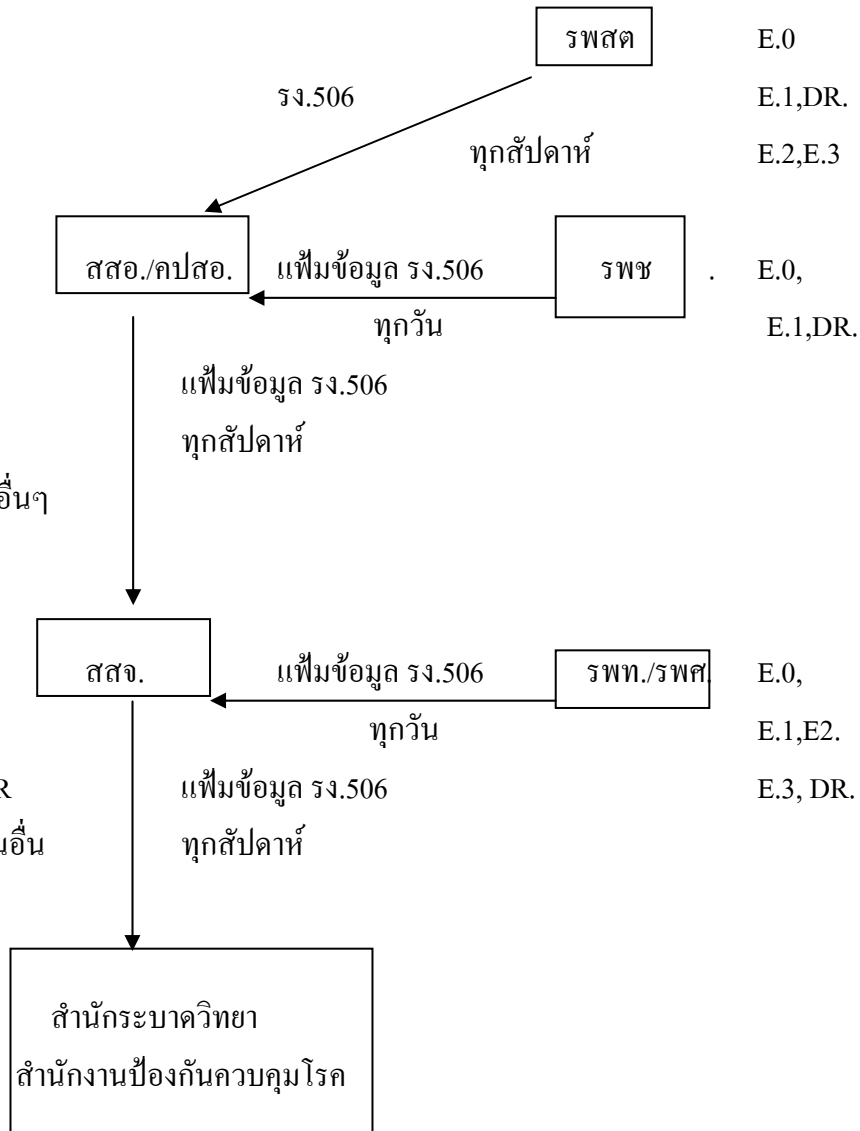 รพสต E.0
รง.506 E.1,DR.
ทุกสัปดาห์ E.2,E.3
สสอ./คปสอ. แฟ้มข้อมูล รง.506 รพช . E.0,
ทุกวัน E.1,DR.
แฟ้มข้อมูล รง.506
ทุกสัปดาห์
อื่นๆ
สสจ. แฟ้มข้อมูล รง.506 รพท./รพศ. E.0,
ทุกวัน E.1,E2.
R แฟ้มข้อมูล รง.506 E.3, DR.
นอื่น ทุกสัปดาห์
สำนักระบาดวิทยา
สำนักงานป้องกันควบคุมโรค